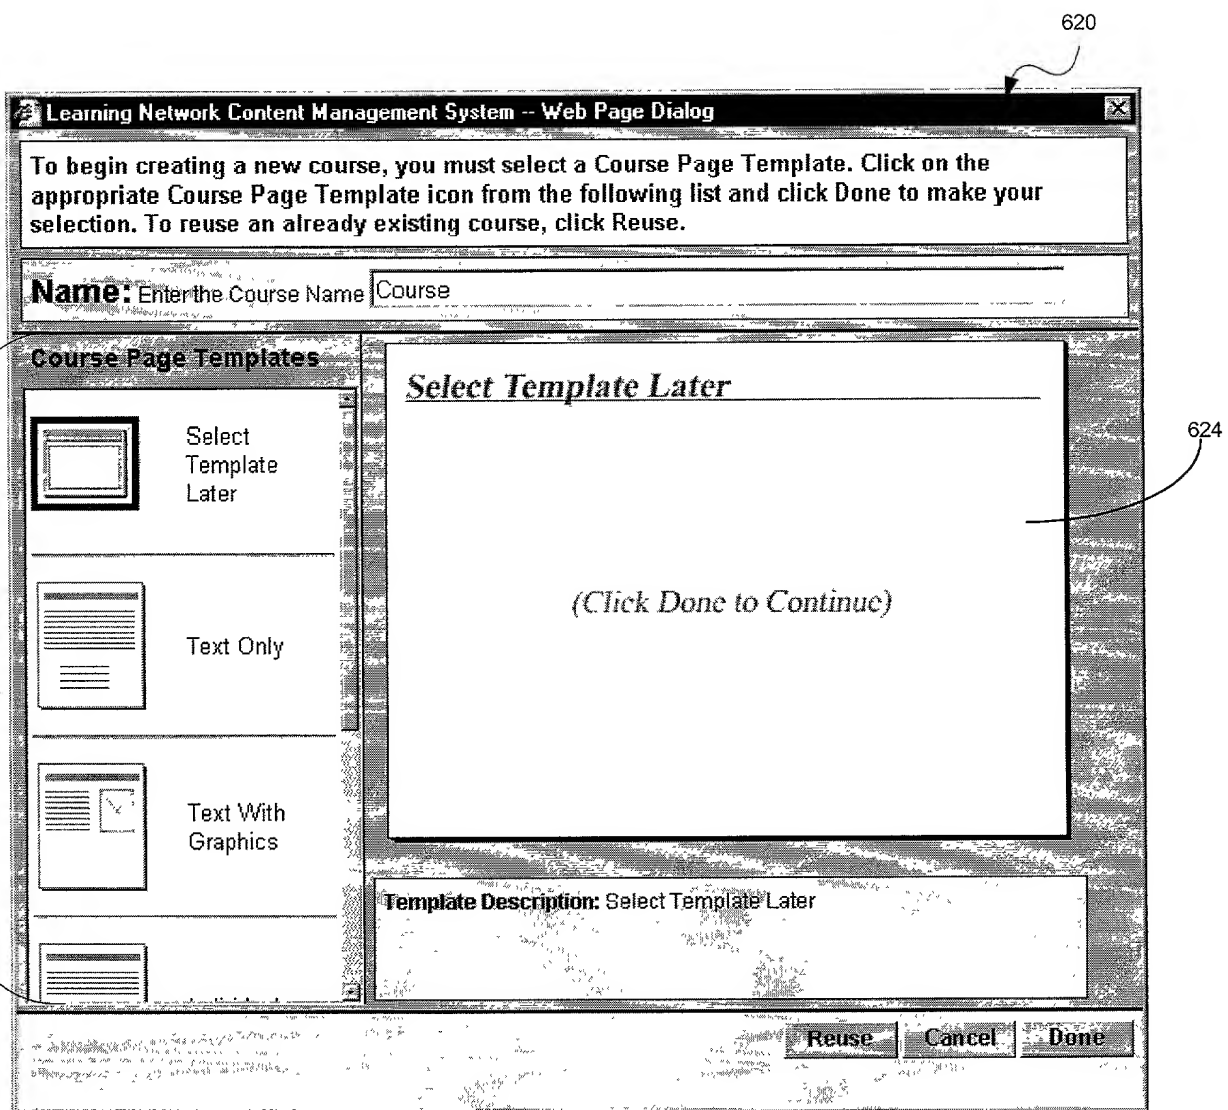 620
Learning Network Content Management System -- Web Page Dialog
To begin creating a new course, you must select a Course Page Template. Click on the
appropriate Course Page Template icon from the following list and click Done to make your
selection. To reuse an already existing course, click Reuse.
Name: Enter the Course Name Course
Course Page Templates
Select
Template
Later
Text Only
Text With
Graphics
Select Template Later
(Click Done to Continue)
624
Template Description: Select Template Later
Reuse Cancel Done